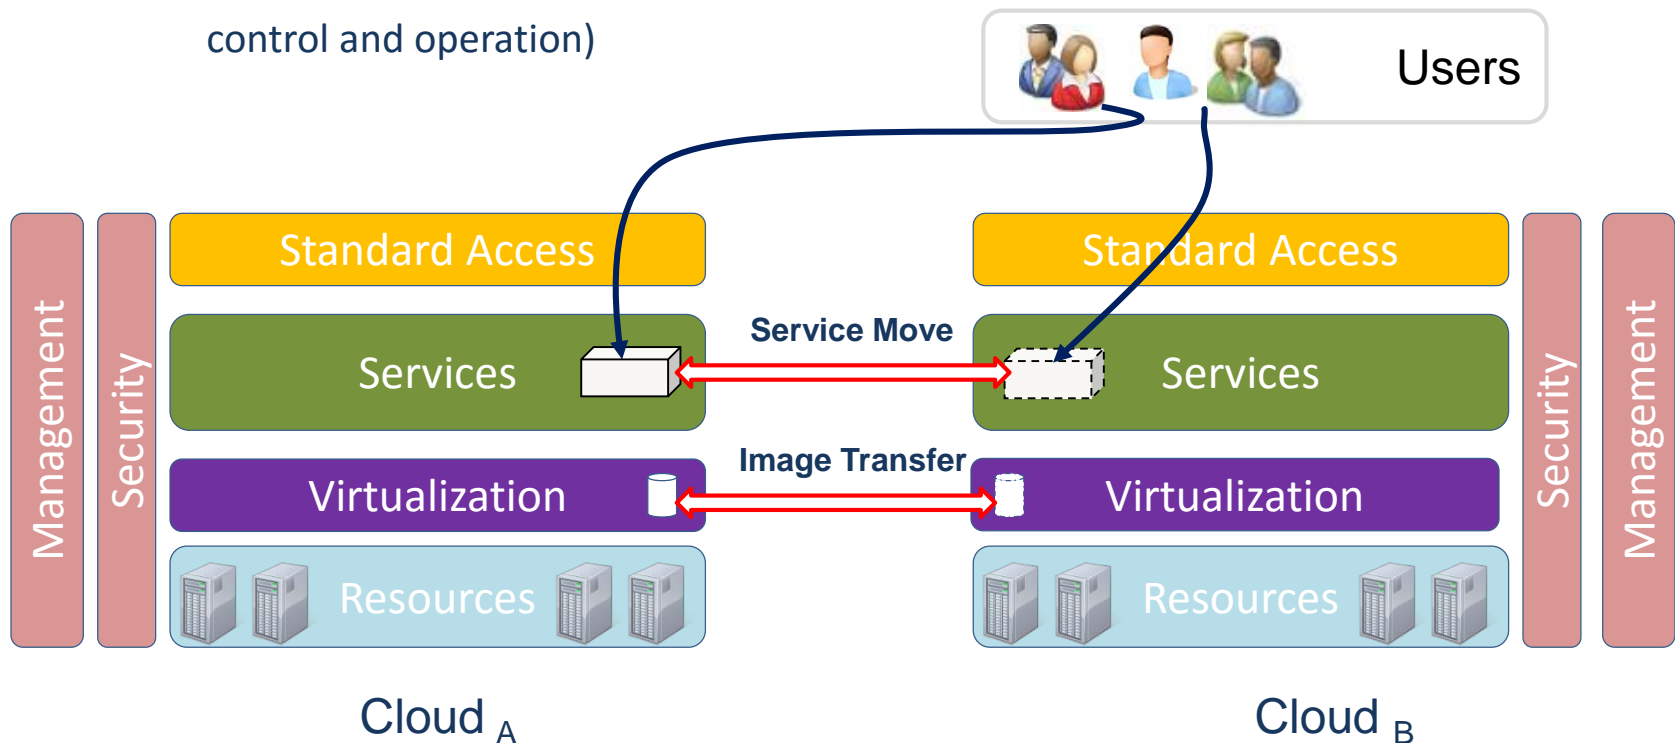 control and operation)
Users
Standard Access
Standard Access
Service Move
Services
Services
Image Transfer
Virtualization
Virtualization
Resources
Resources
Management
Security
Security
Management
Cloud A
Cloud B